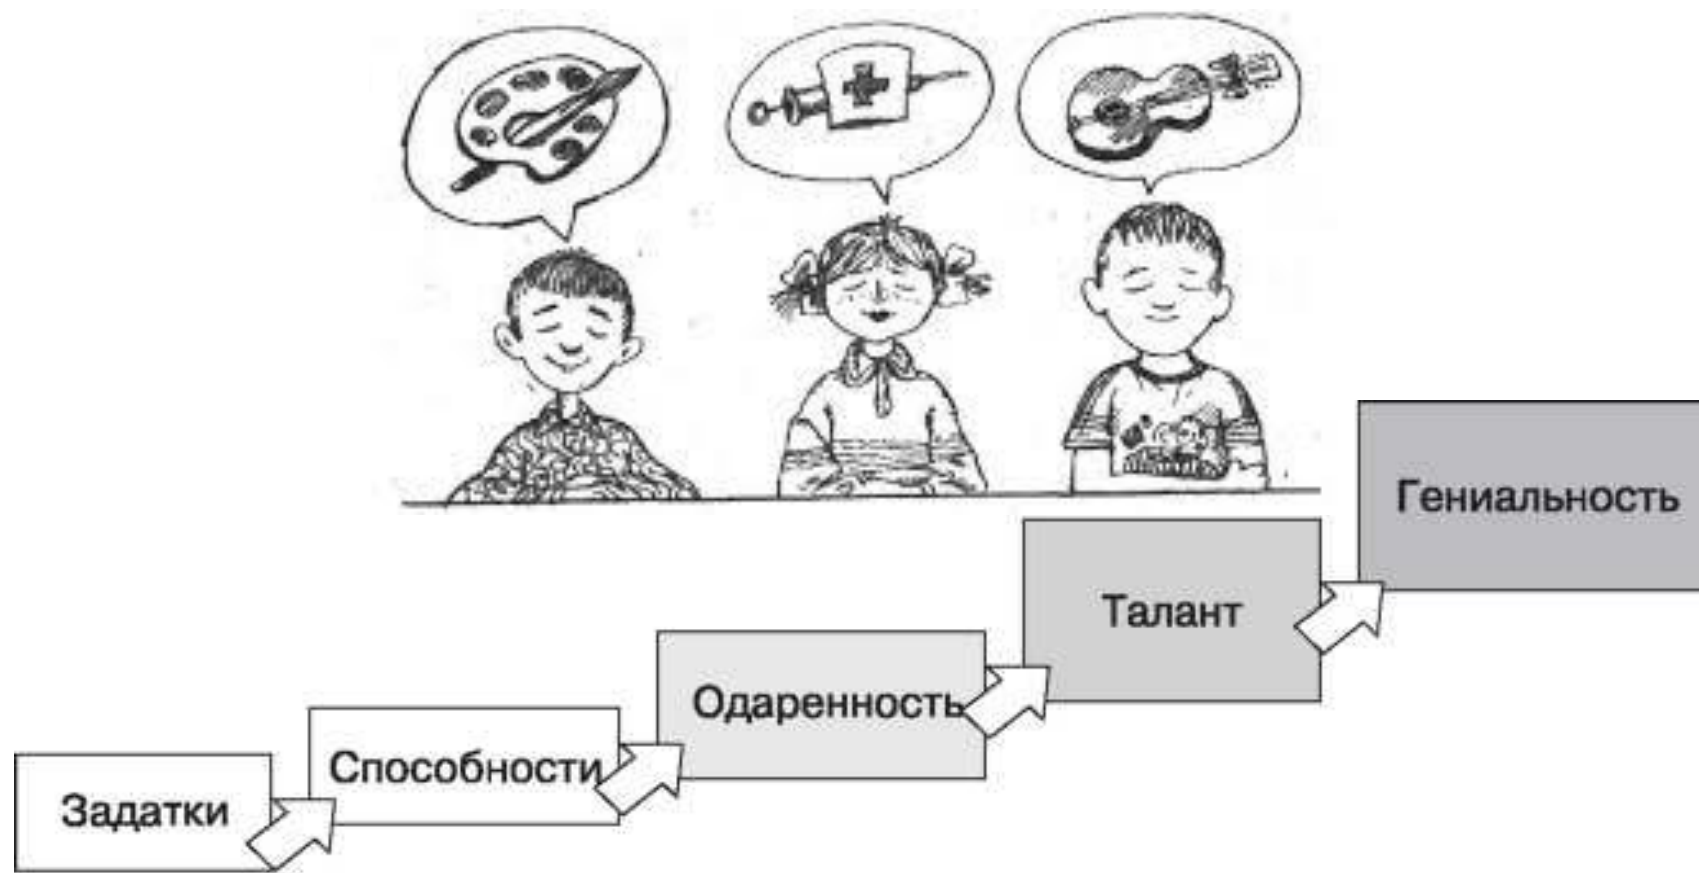 Задатки
Способности
Одаренность
Талант
Гениальность